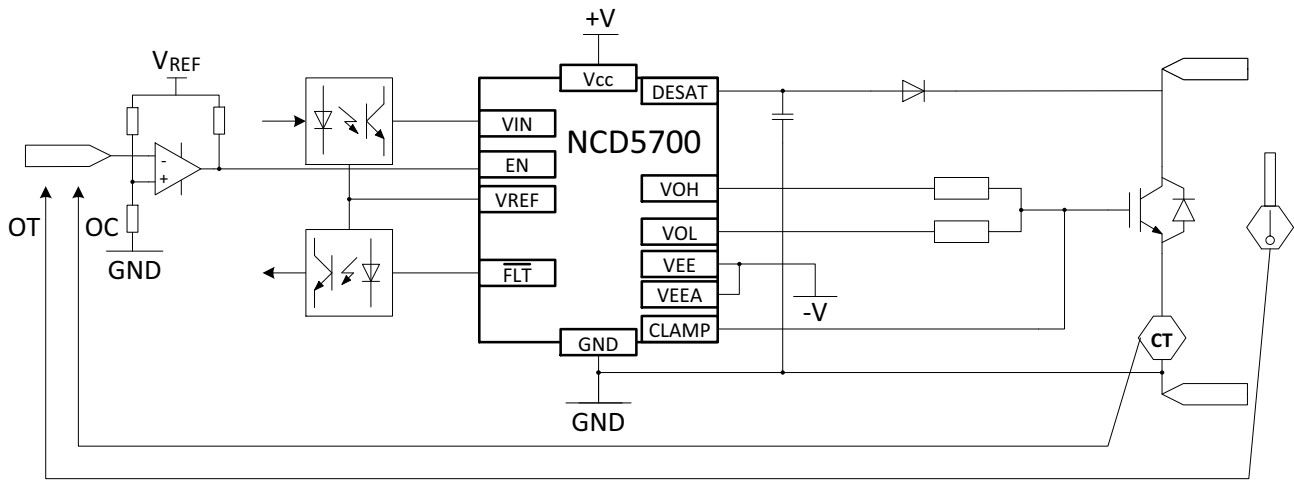 +V
VREF
Vcc
DESAT
VIN
NCD5700
EN
VREF
VOH
-
+
OT
OC
VOL
GND
VEE
FLT
VEEA
-V
CLAMP
GND
CT
GND